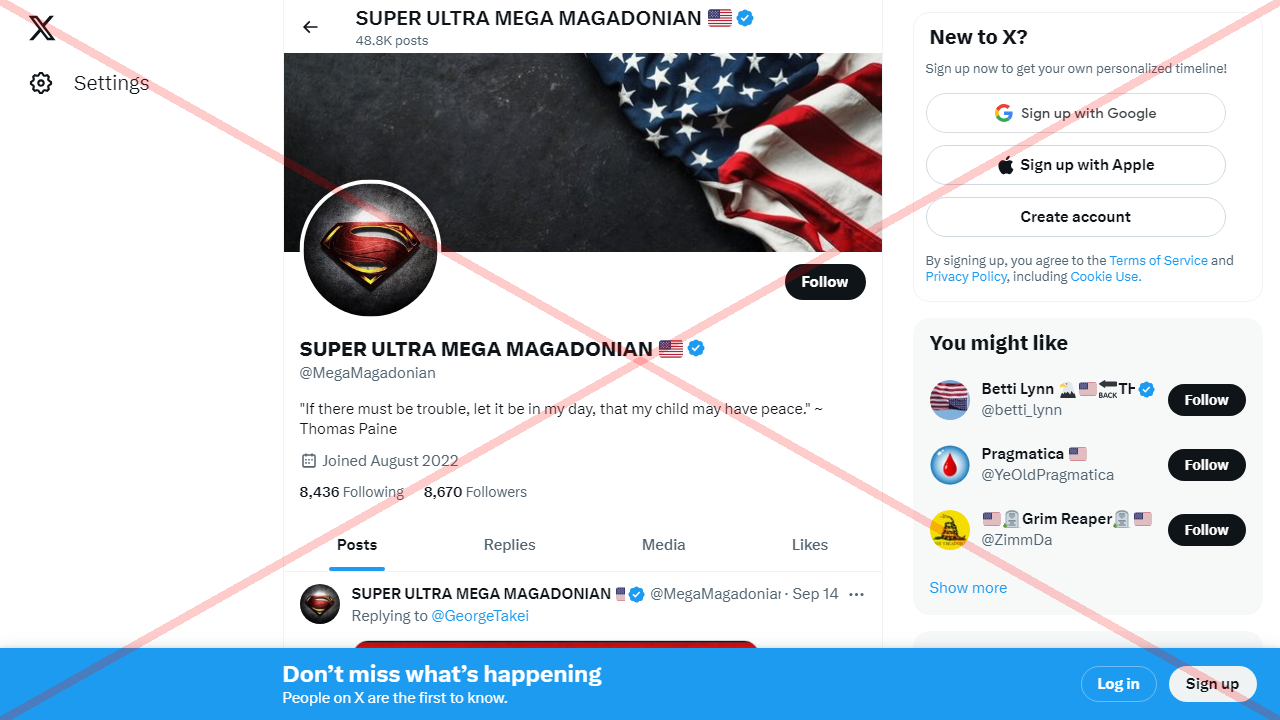 Settings
SUPER ULTRA MEGA MAGADONIAN 🇺🇸
48.8K posts
Follow
SUPER ULTRA MEGA MAGADONIAN 🇺🇸
@MegaMagadonian
"If there must be trouble, let it be in my day, that my child may have peace." ~
Thomas Paine
Joined August 2022
8,436 Following 8,670 Followers
Posts Replies Media Likes
SUPER ULTRA MEGA MAGADONIAN @MegaMagadonian · Sep 14
Replying to @GeorgeTakei
New to X?
Sign up now to get your own personalized timeline!
Sign up with Google
Sign up with Apple
Create account
By signing up, you agree to the Terms of Service and
Privacy Policy, including Cookie Use.
You might like
Betti Lynn 🇺🇸 BACK TH
@betti_lynn
Follow
Pragmatica 🇺🇸
@YeOldPragmatica
Follow
🇺🇸🪦Grim Reaper🪦🇺🇸
@ZimmDa
Follow
Show more
Don’t miss what’s happening
People on X are the first to know.
Log in
Sign up